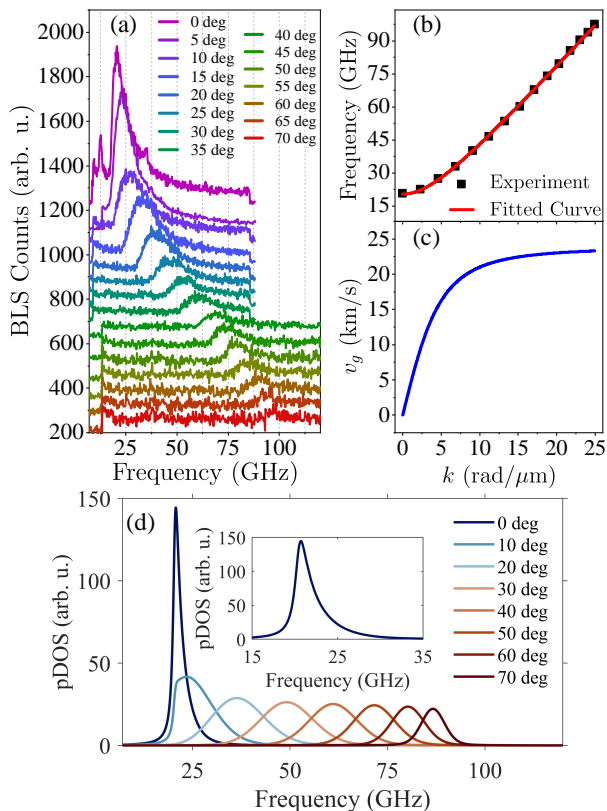 (a)
0 deg
5 deg
10 deg
15 deg
20 deg
25 deg
30 deg
35 deg
40 deg
45 deg
50 deg
55 deg
60 deg
65 deg
70 deg
BLS Counts (arb. u.)
2000
1800
1600
1400
1200
1000
800
600
400
200
25 50 75 100
Frequency (GHz)
(b)
Frequency (GHz)
90
75
60
45
30
15
Experiment
Fitted Curve
(c)
v_g (km/s)
25
20
15
10
5
0
0 5 10 15 20 25
k (rad/μm)
(d)
pDOS (arb. u.)
150
100
50
0
25 50 75 100
Frequency (GHz)
pDOS (arb. u.)
150
100
50
0
15 25 35
Frequency (GHz)
0 deg
10 deg
20 deg
30 deg
40 deg
50 deg
60 deg
70 deg